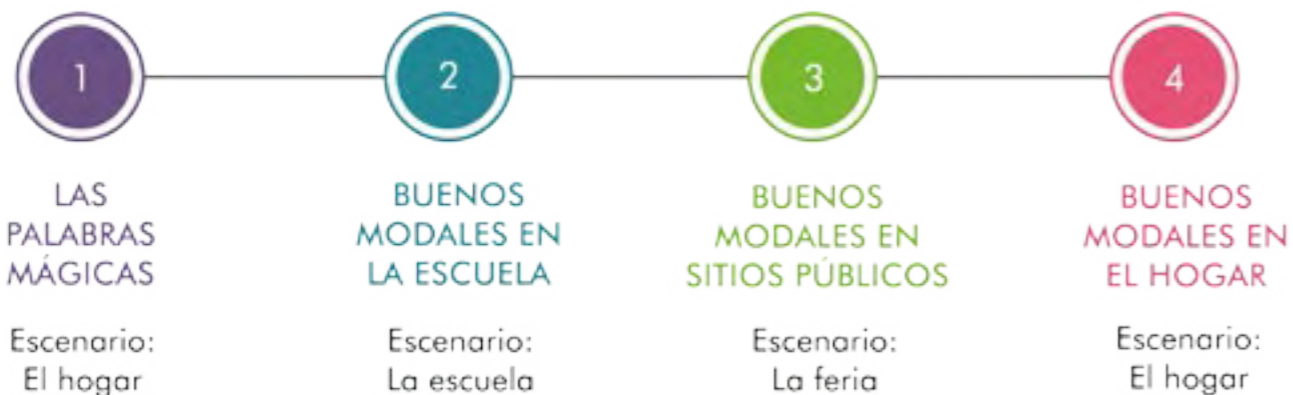 1
2
3
4
LAS
PALABRAS
MÁGICAS
Escenario:
El hogar
BUENOS
MODALES EN
LA ESCUELA
Escenario:
La escuela
BUENOS
MODALES EN
SITIOS PÚBLICOS
Escenario:
La feria
BUENOS
MODALES EN
EL HOGAR
Escenario:
El hogar